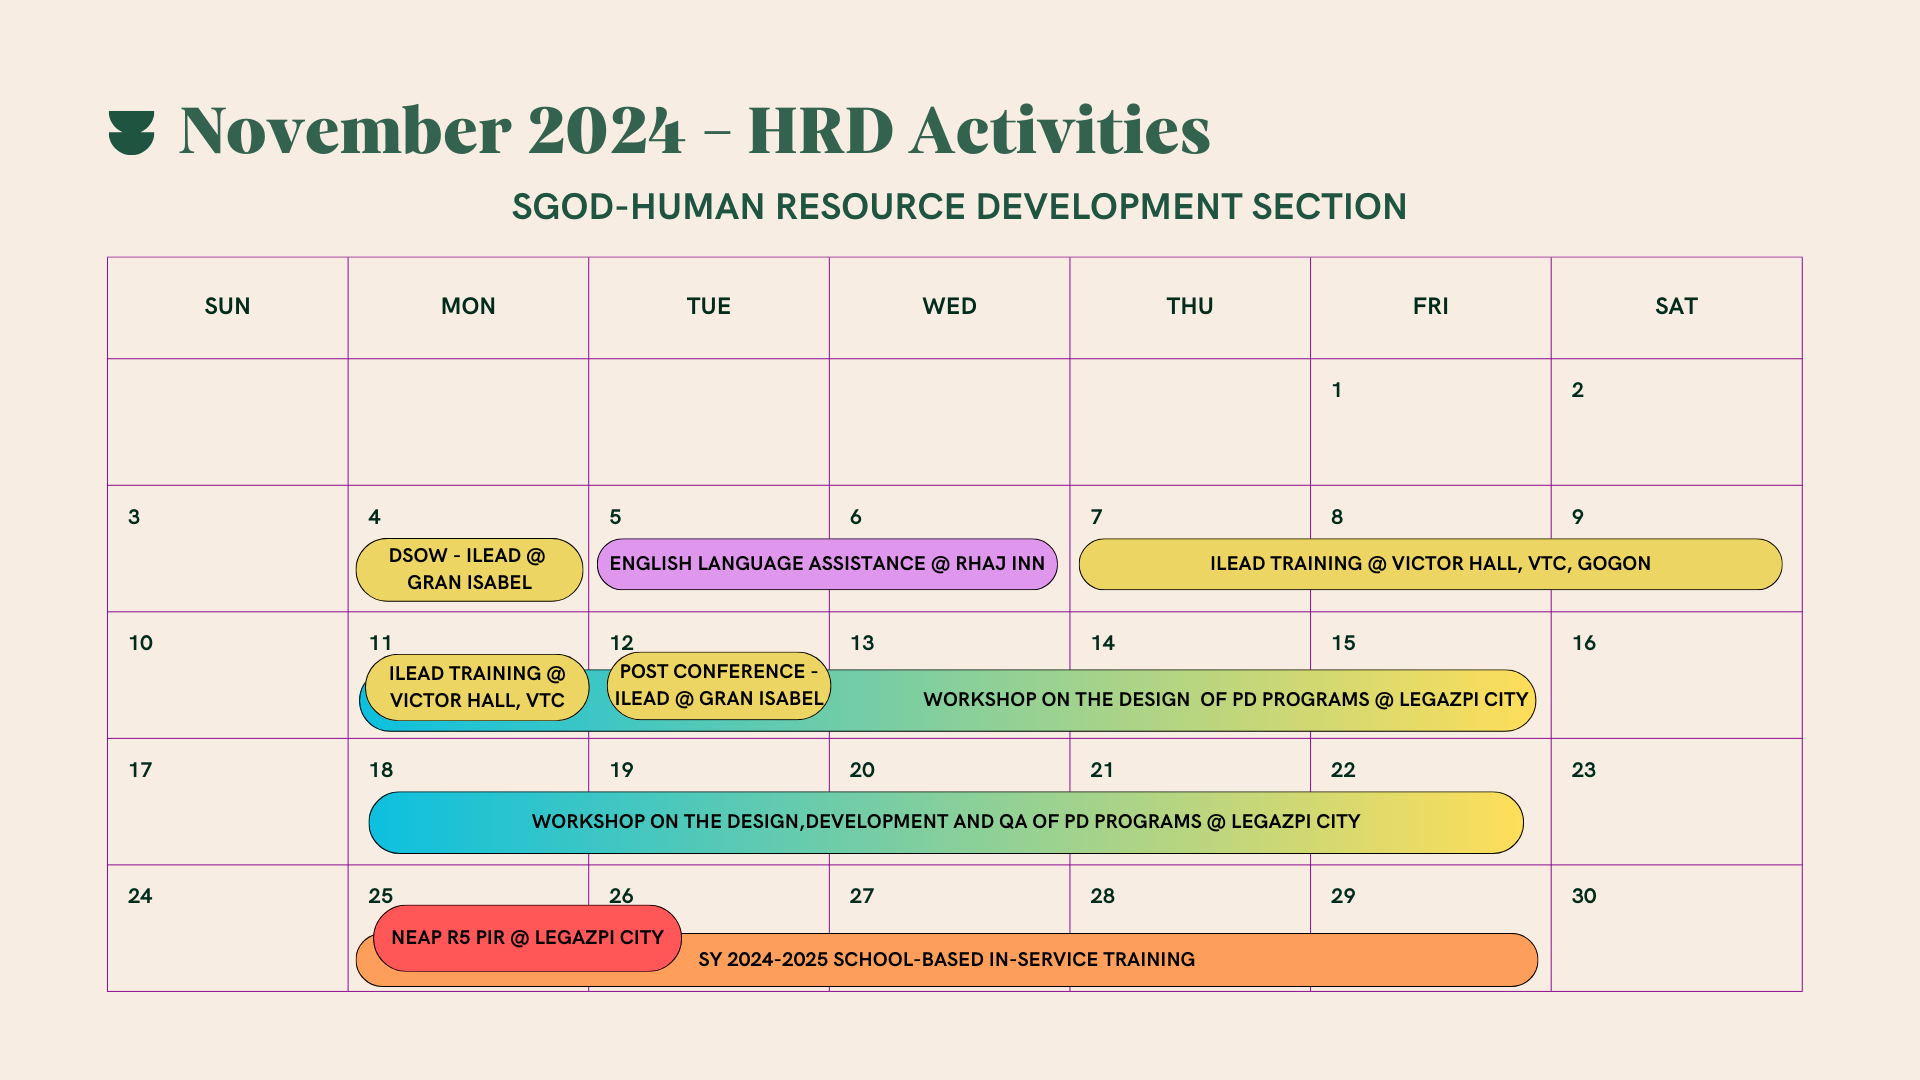 November 2024 - HRD Activities
SGOD-HUMAN RESOURCE DEVELOPMENT SECTION
SUN MON TUE WED THU FRI SAT
1 2
3 4 5 6 7 8 9
DSOW - ILEAD @
GRAN ISABEL
ENGLISH LANGUAGE ASSISTANCE @ RHAJ INN
ILEAD TRAINING @ VICTOR HALL, VTC, GOGON
10 11 12 13 14 15 16
ILEAD TRAINING @
VICTOR HALL, VTC
POST CONFERENCE -
ILEAD @ GRAN ISABEL
WORKSHOP ON THE DESIGN  OF PD PROGRAMS @ LEGAZPI CITY
17 18 19 20 21 22 23
WORKSHOP ON THE DESIGN,DEVELOPMENT AND QA OF PD PROGRAMS @ LEGAZPI CITY
24 25 26 27 28 29 30
NEAP R5 PIR @ LEGAZPI CITY
SY 2024-2025 SCHOOL-BASED IN-SERVICE TRAINING